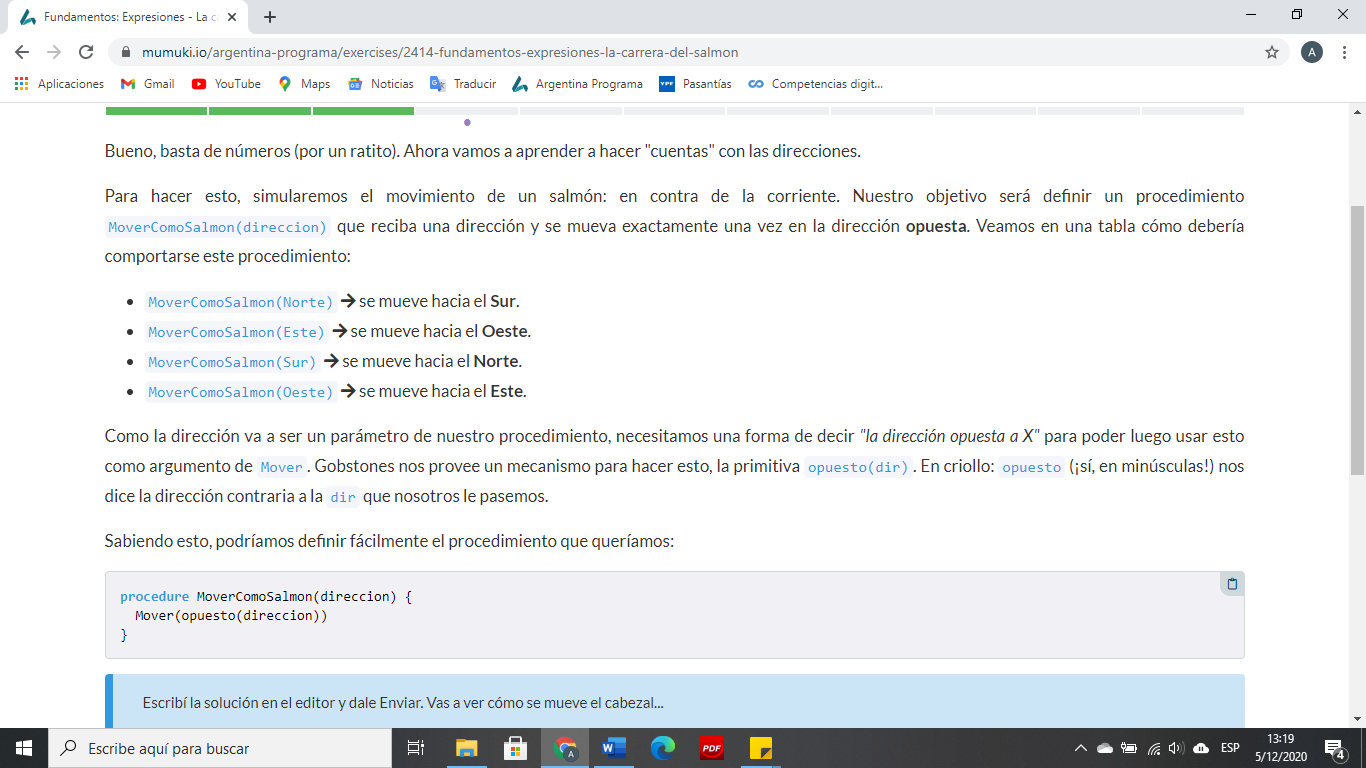 Fundamentos: Expresiones - La ca
mumuki.io/argentina-programa/exercises/2414-fundamentos-expresiones-la-carrera-del-salmon
A
Aplicaciones Gmail YouTube Maps Noticias Traducir Argentina Programa YPF Pasantías Competencias digit...
Bueno, basta de números (por un ratito). Ahora vamos a aprender a hacer "cuentas" con las direcciones.
Para hacer esto, simularemos el movimiento de un salmón: en contra de la corriente. Nuestro objetivo será definir un procedimiento
MoverComoSalmon(direccion) que reciba una dirección y se mueva exactamente una vez en la dirección opuesta. Veamos en una tabla cómo debería
comportarse este procedimiento:
• MoverComoSalmon(Norte) → se mueve hacia el Sur.
• MoverComoSalmon(Este) → se mueve hacia el Oeste.
• MoverComoSalmon(Sur) → se mueve hacia el Norte.
• MoverComoSalmon(Oeste) → se mueve hacia el Este.
Como la dirección va a ser un parámetro de nuestro procedimiento, necesitamos una forma de decir "la dirección opuesta a X" para poder luego usar esto
como argumento de Mover. Gobstones nos provee un mecanismo para hacer esto, la primitiva opuesto(dir). En criollo: opuesto (¡sí, en minúsculas!) nos
dice la dirección contraria a la dir que nosotros le pasemos.
Sabiendo esto, podríamos definir fácilmente el procedimiento que queríamos:
procedure MoverComoSalmon(direccion) {
  Mover(opuesto(direccion))
}
Escribí la solución en el editor y dale Enviar. Vas a ver cómo se mueve el cabezal...
Escribe aquí para buscar
A
W
PDF
ESP
13:19
5/12/2020
4